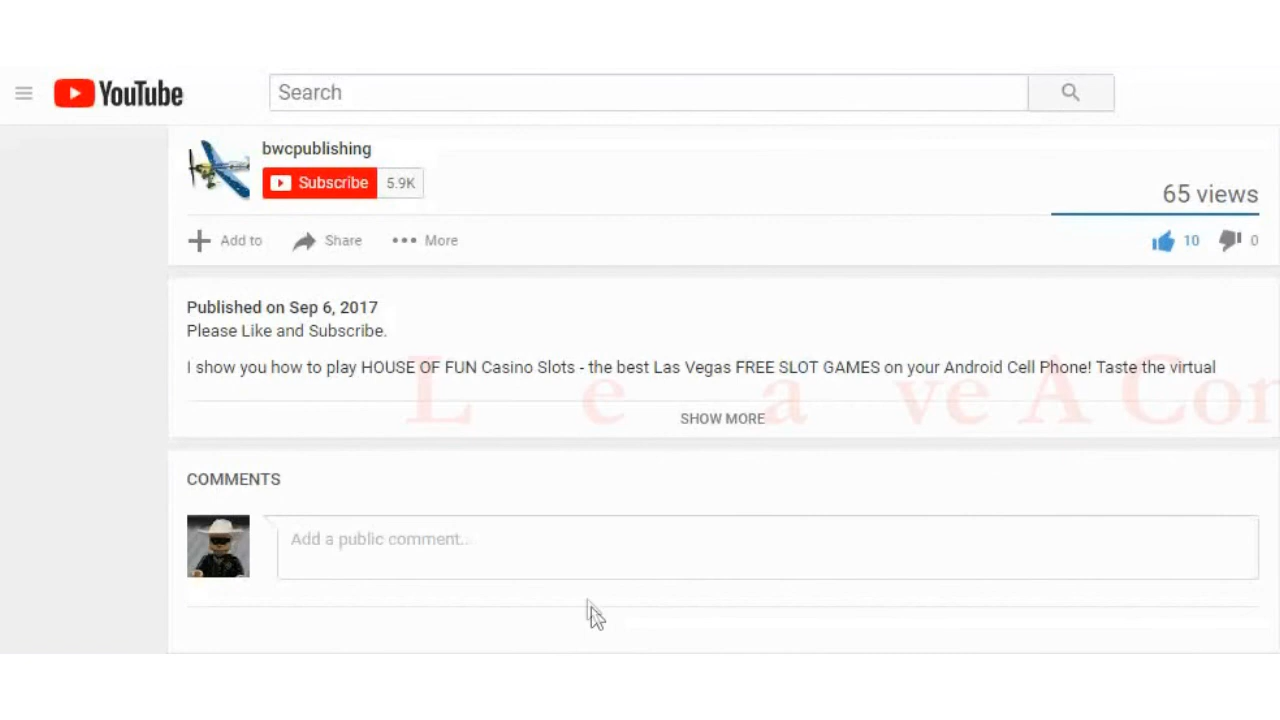 YouTube
Search
bwcpublishing
Subscribe 5.9K
65 views
Add to Share More 10 0
Published on Sep 6, 2017
Please Like and Subscribe.
I show you how to play HOUSE OF FUN Casino Slots - the best Las Vegas FREE SLOT GAMES on your Android Cell Phone! Taste the virtual
L e a ve A Con
SHOW MORE
COMMENTS
Add a public comment..